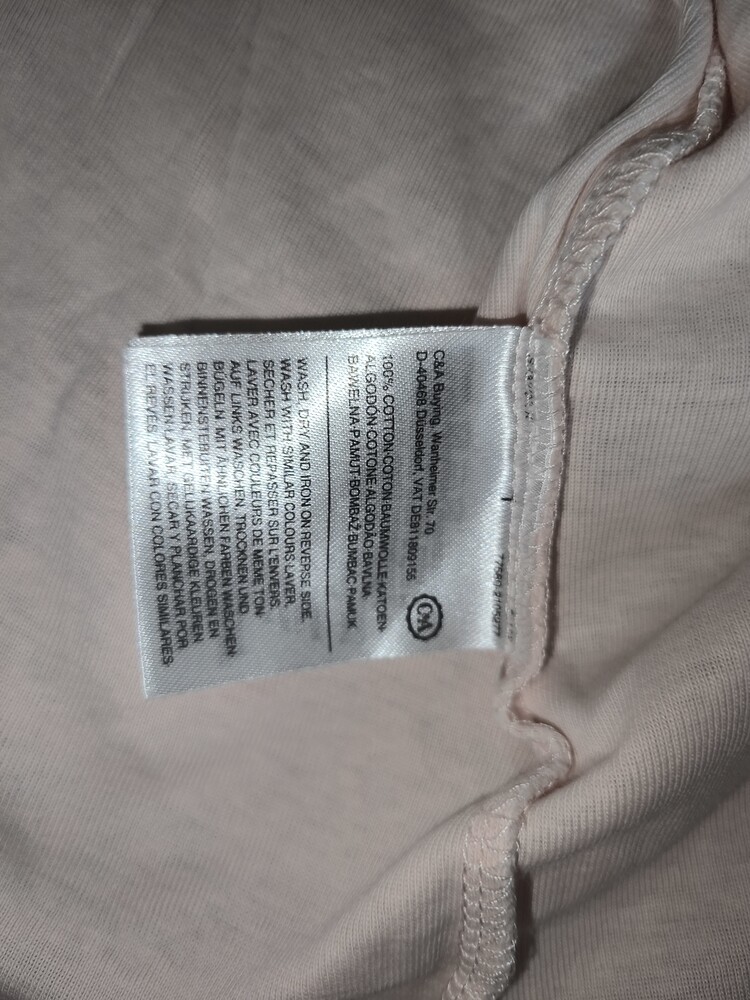 C&A Buying, Wanheimer Str. 70
D-40468 Düsseldorf, VAT DE811809156
C&A
100% COTTON·COTON·BAUMWOLLE·KATOEN·
ALGODÓN·COTONE·ALGODÃO·BAVLNA·
BAWEŁNA·PAMUT·BOMBAŽ·BUMBAC·PAMUK
WASH, DRY AND IRON ON REVERSE SIDE.
WASH WITH SIMILAR COLOURS·LAVER,
SECHER ET REPASSER SUR L'ENVERS.
LAVER AVEC COULEURS DE MEME TON·
AUF LINKS WASCHEN, TROCKNEN UND
BÜGELN. MIT ÄHNLICHEN FARBEN WASCHEN·
BINNENSTEBUITEN WASSEN, DROGEN EN
STRIJKEN. MET GELIJKAARDIGE KLEUREN
WASSEN·LAVAR, SECAR Y PLANCHAR POR
EL REVÉS. LAVAR CON COLORES SIMILARES·